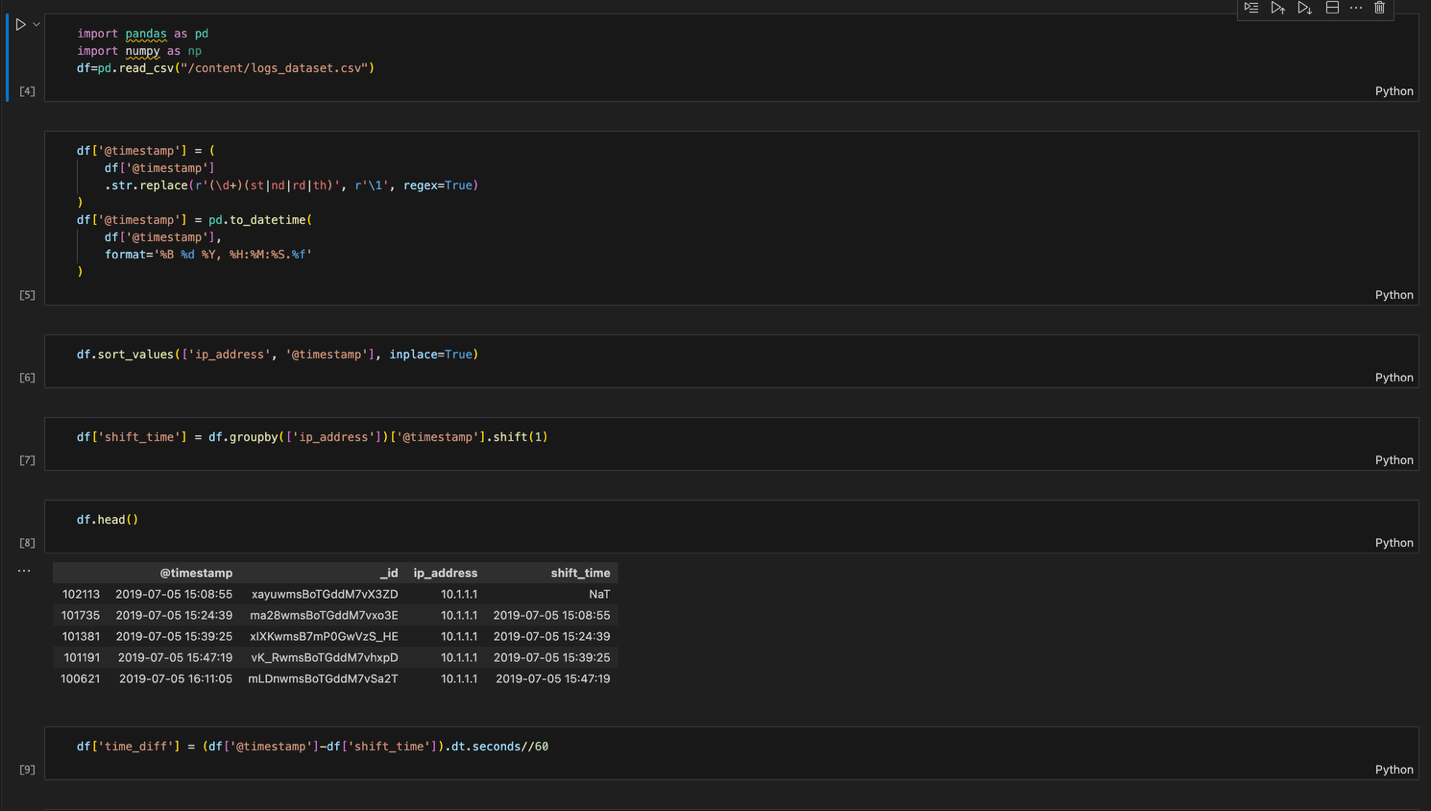 import pandas as pd
import numpy as np
df=pd.read_csv("/content/logs_dataset.csv")
[4]
Python
df['@timestamp'] = (
    df['@timestamp']
    .str.replace(r'(\d+)(st|nd|rd|th)', r'\1', regex=True)
)
df['@timestamp'] = pd.to_datetime(
    df['@timestamp'],
    format='%B %d %Y, %H:%M:%S.%f'
)
[5]
Python
df.sort_values(['ip_address', '@timestamp'], inplace=True)
[6]
Python
df['shift_time'] = df.groupby(['ip_address'])['@timestamp'].shift(1)
[7]
Python
df.head()
[8]
Python
@timestamp _id ip_address shift_time
102113 2019-07-05 15:08:55 xayuwmsBoTGddM7vX3ZD 10.1.1.1 NaT
101735 2019-07-05 15:24:39 ma28wmsBoTGddM7vxo3E 10.1.1.1 2019-07-05 15:08:55
101381 2019-07-05 15:39:25 xIXKwmsB7mP0GwVzS_HE 10.1.1.1 2019-07-05 15:24:39
101191 2019-07-05 15:47:19 vK_RwmsBoTGddM7vhxpD 10.1.1.1 2019-07-05 15:39:25
100621 2019-07-05 16:11:05 mLDnwmsBoTGddM7vSa2T 10.1.1.1 2019-07-05 15:47:19
df['time_diff'] = (df['@timestamp']-df['shift_time']).dt.seconds//60
[9]
Python